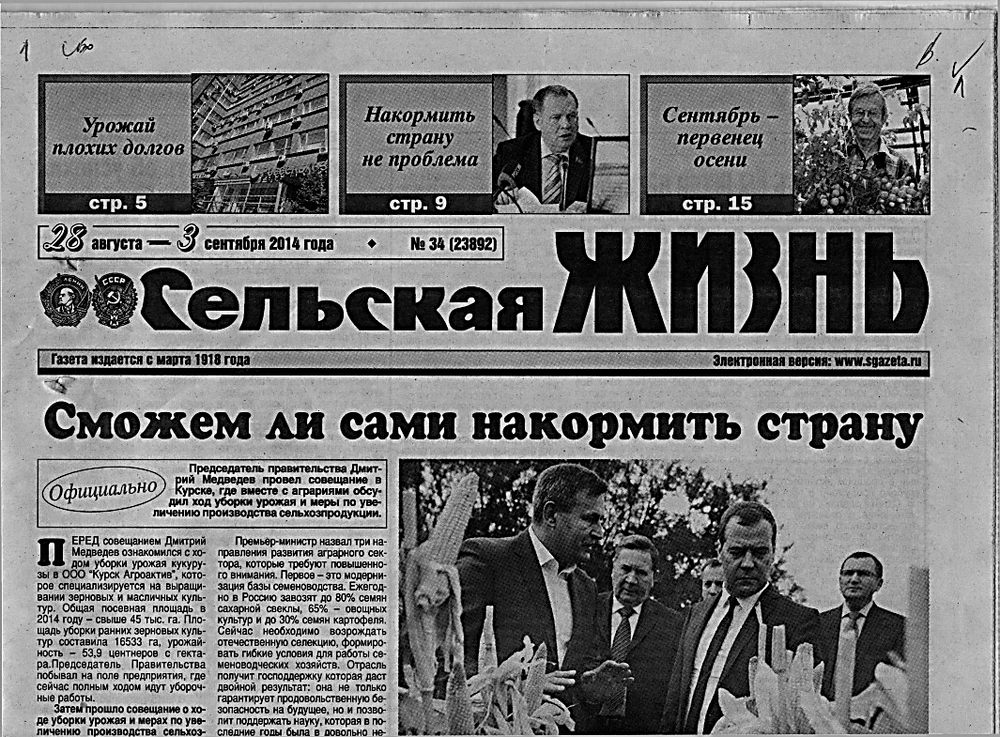 Урожай
плохих долгов
стр. 5
Накормить
страну
не проблема
стр. 9
Сентябрь –
первенец
осени
стр. 15
28 августа — 3 сентября 2014 года ◆ № 34 (23892)
ЛЕНИН
СССР
Сельская ЖИЗНЬ
Газета издается с марта 1918 года
Электронная версия: www.sgazeta.ru
Сможем ли сами накормить страну
Официально
Председатель правительства Дмит-
рий Медведев провел совещание в
Курске, где вместе с аграриями обсу-
дил ход уборки урожая и меры по уве-
личению производства сельхозпродукции.
ПЕРЕД совещанием Дмитрий
Медведев ознакомился с хо-
дом уборки урожая кукуру-
зы в ООО "Курск Агроактив", кото-
рое специализируется на выращи-
вании зерновых и масличных куль-
тур. Общая посевная площадь в
2014 году – свыше 45 тыс. га. Пло-
щадь уборки ранних зерновых куль-
тур составила 16533 га, урожай-
ность – 53,9 центнеров с гекта-
ра.Председатель Правительства
побывал на поле предприятия, где
сейчас полным ходом идут убороч-
ные работы.
Затем прошло совещание о хо-
де уборки урожая и мерах по уве-
личению производства сельхоз-
Премьер-министр назвал три на-
правления развития аграрного сек-
тора, которые требуют повышенно-
го внимания. Первое – это модерни-
зация базы семеноводства. Ежегод-
но в Россию завозят до 80% семян
сахарной свеклы, 65% – овощных
культур и до 30% семян картофеля.
Сейчас необходимо возрождать
отечественную селекцию, формиро-
вать гибкие условия для работы се-
меноводческих хозяйств. Отрасль
получит господдержку которая даст
двойной результат: она не только
гарантирует продовольственную бе-
зопасность на будущее, но и позво-
лит поддержать науку, которая в по-
следние годы была в довольно не-